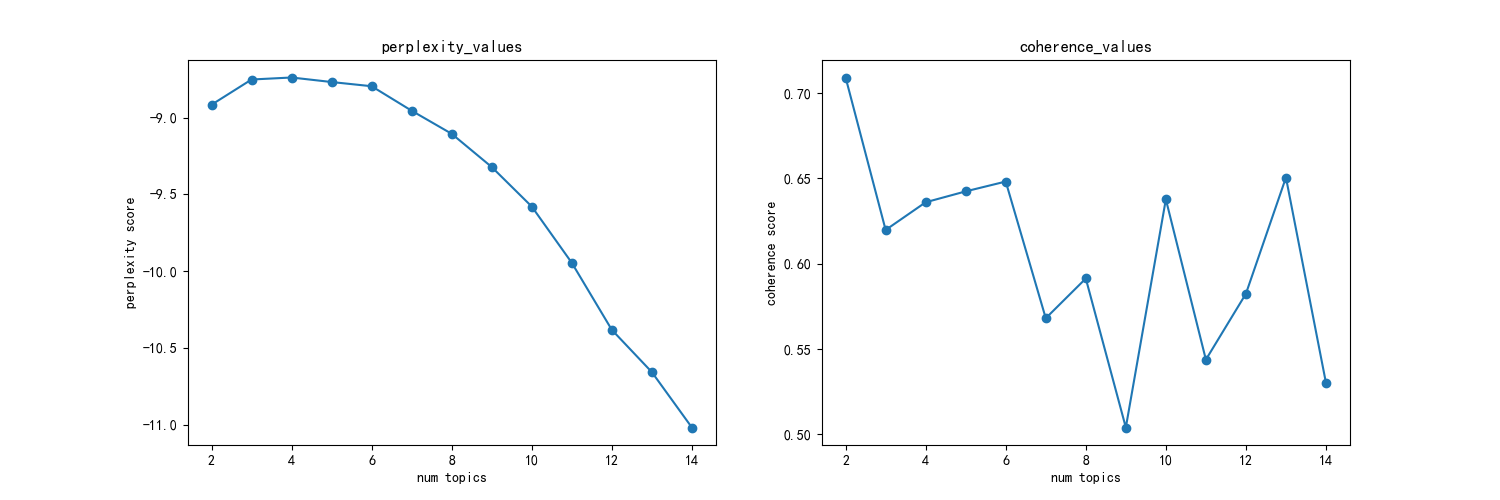 perplexity_values
perplexity score
-9.0
-9.5
-10.0
-10.5
-11.0
2 4 6 8 10 12 14
num topics
coherence_values
coherence score
0.70
0.65
0.60
0.55
0.50
2 4 6 8 10 12 14
num topics